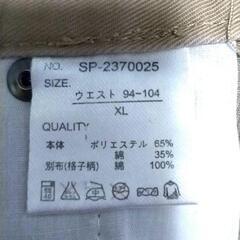 NO. SP-2370025
SIZE.
ウエスト 94~104
XL
QUALITY
本体 ポリエステル 65%
綿 35%
別布(格子柄) 綿 100%